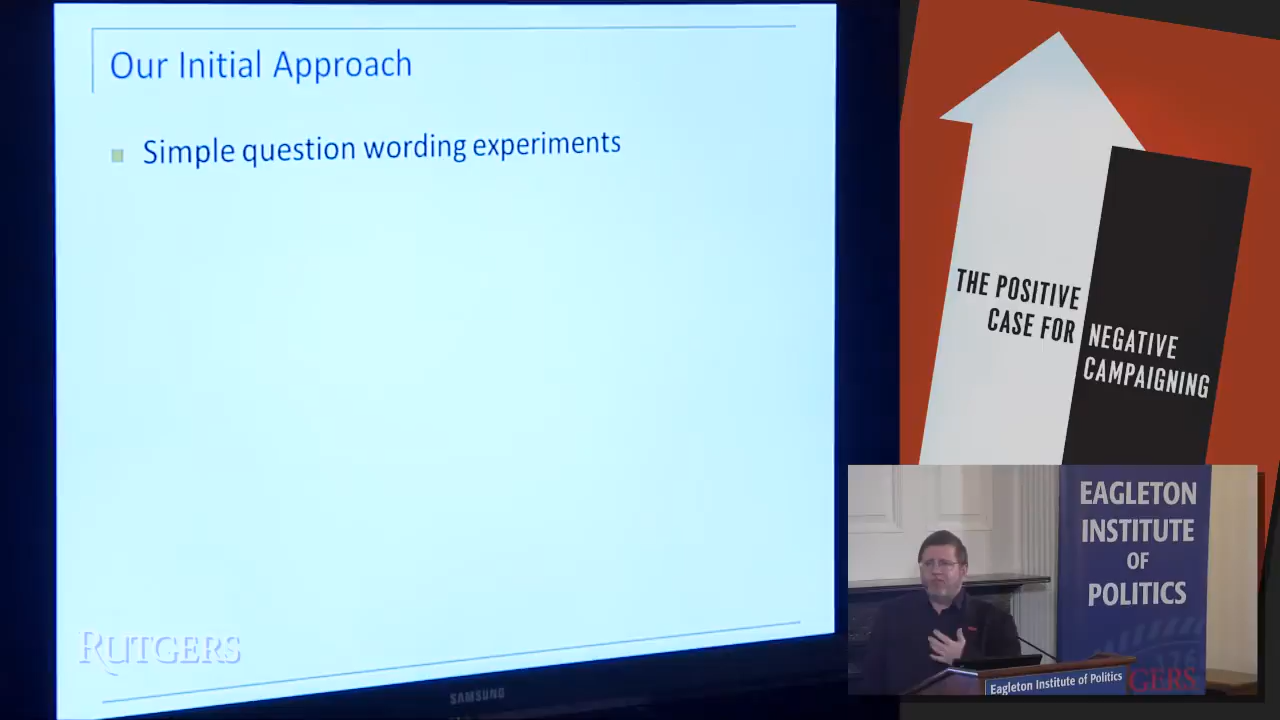 Our Initial Approach
Simple question wording experiments
RUTGERS
SAMSUNG
THE POSITIVE
CASE FOR
NEGATIVE
CAMPAIGNING
EAGLETON
INSTITUTE
OF
POLITICS
Eagleton Institute of Politics
GERS